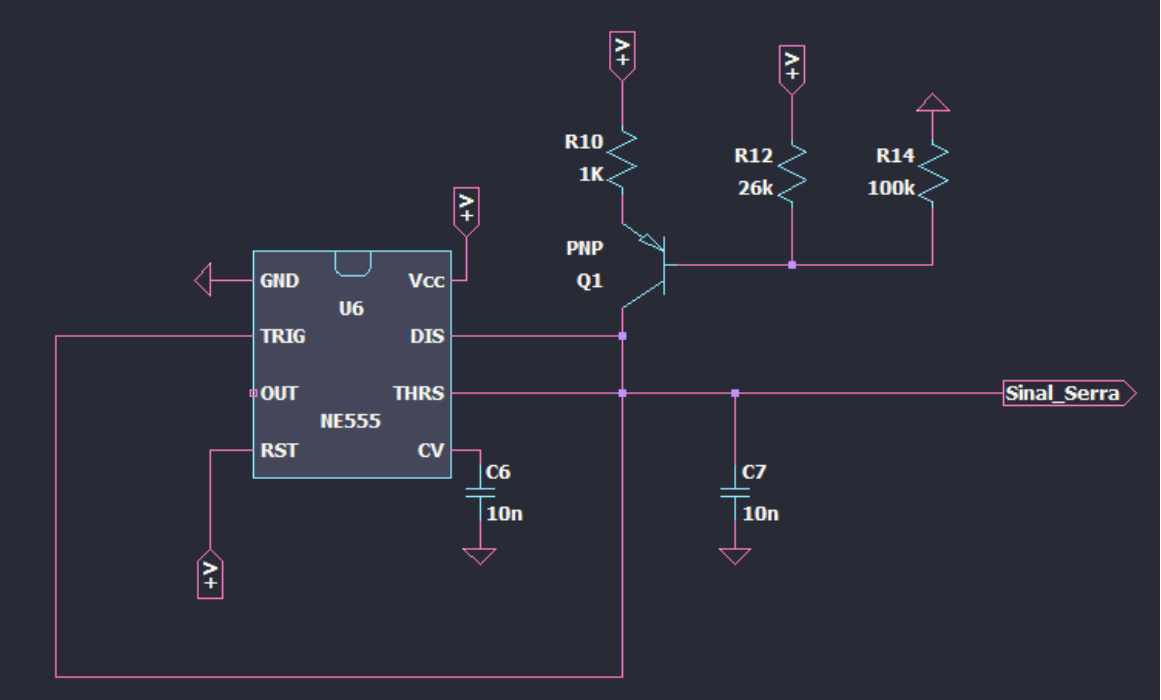 +V
+V
R10
1K
R12
26k
R14
100k
+V
PNP
Q1
GND
Vcc
U6
TRIG
DIS
OUT
THRS
NE555
RST
CV
Sinal_Serra
C6
10n
C7
10n
+V